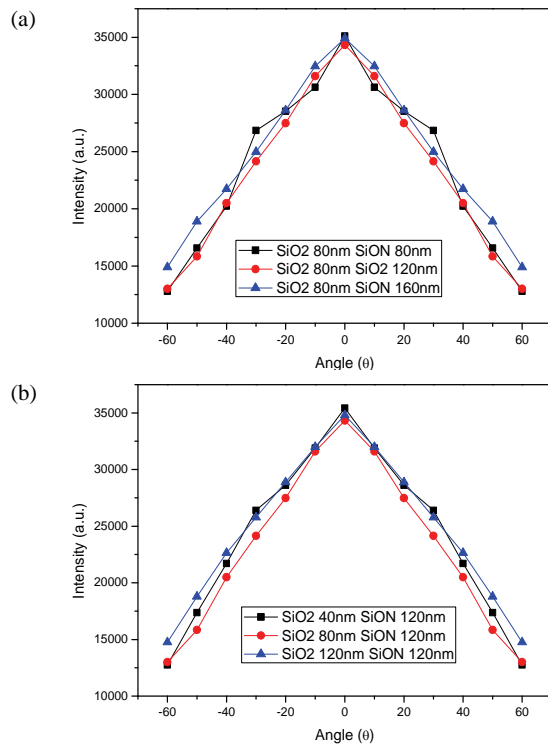 (a)
35000
30000
25000
20000
15000
10000
Intensity (a.u.)
SiO2 80nm SiON 80nm
SiO2 80nm SiO2 120nm
SiO2 80nm SiON 160nm
-60 -40 -20 0 20 40 60
Angle (θ)
(b)
35000
30000
25000
20000
15000
10000
Intensity (a.u.)
SiO2 40nm SiON 120nm
SiO2 80nm SiON 120nm
SiO2 120nm SiON 120nm
-60 -40 -20 0 20 40 60
Angle (θ)